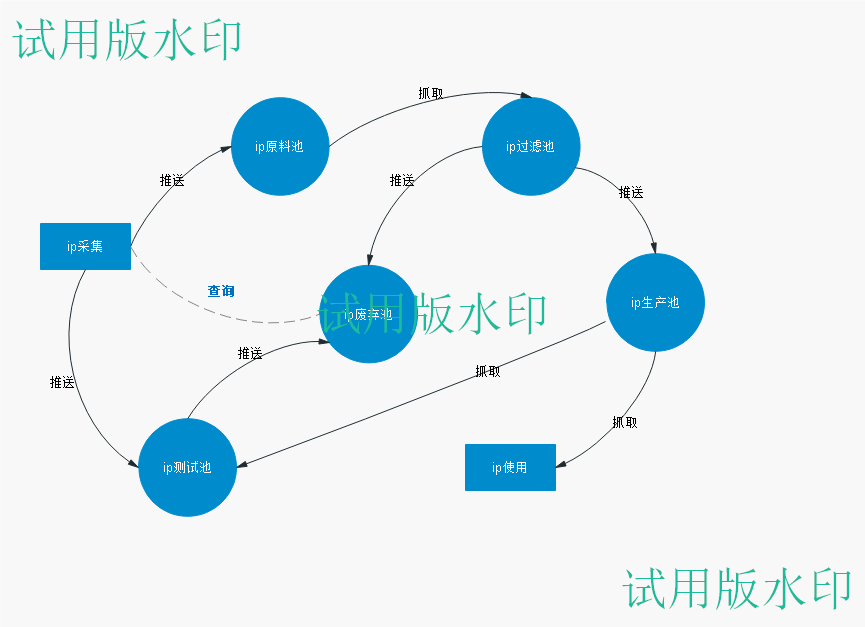 试用版水印
抓取
ip原料池
ip过滤池
推送
推送
推送
ip采集
查询
ip废弃池
试用版水印
ip生产池
推送
抓取
推送
抓取
ip测试池
ip使用
试用版水印